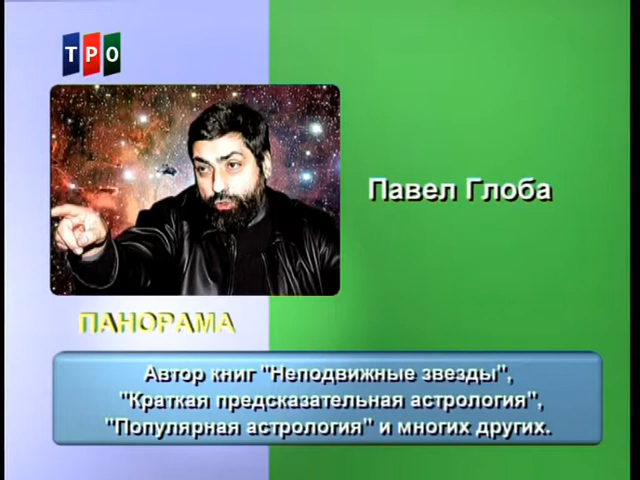 ТРО
Павел Глоба
ПАНОРАМА
Автор книг "Неподвижные звезды",
"Краткая предсказательная астрология",
"Популярная астрология" и многих других.